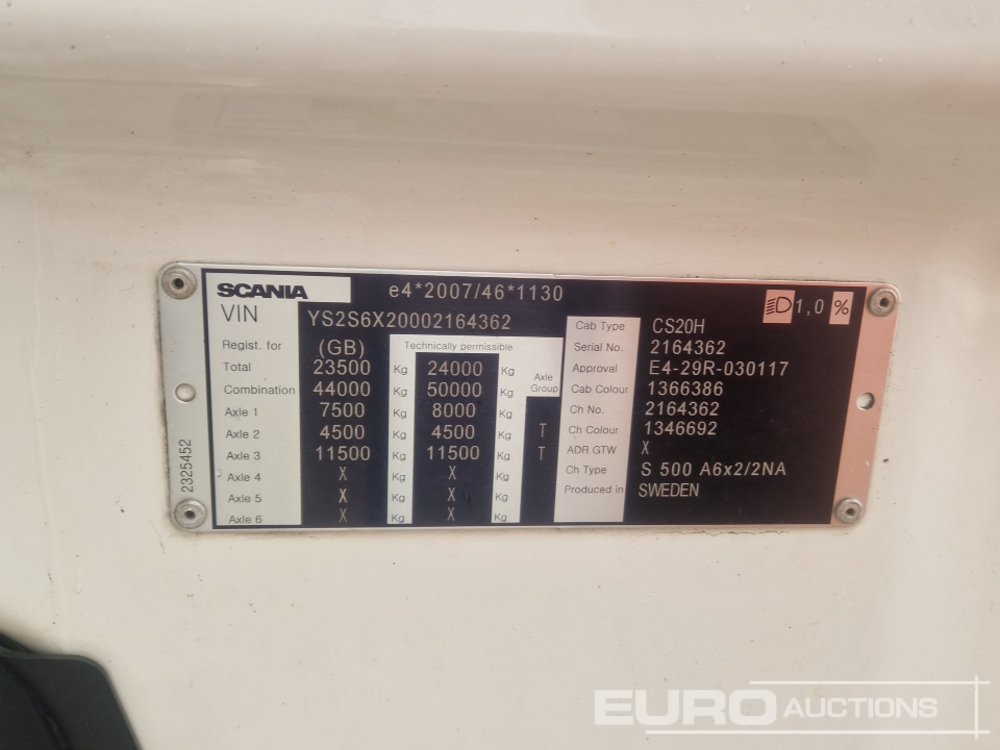 SCANIA e4*2007/46*1130 1,0 %
VIN YS2S6X20002164362
Regist. for (GB) Technically permissible
Total 23500 Kg 24000 Kg Axle Group
Combination 44000 Kg 50000 Kg
Axle 1 7500 Kg 8000 Kg
Axle 2 4500 Kg 4500 Kg T
Axle 3 11500 Kg 11500 Kg T
Axle 4 X Kg X Kg
Axle 5 X Kg X Kg
Axle 6 X Kg X Kg
Cab Type CS20H
Serial No. 2164362
Approval E4-29R-030117
Cab Colour 1366386
Ch No. 2164362
Ch Colour 1346692
ADR GTW X
Ch Type S 500 A6x2/2NA
Produced in SWEDEN
2325452
EURO AUCTIONS